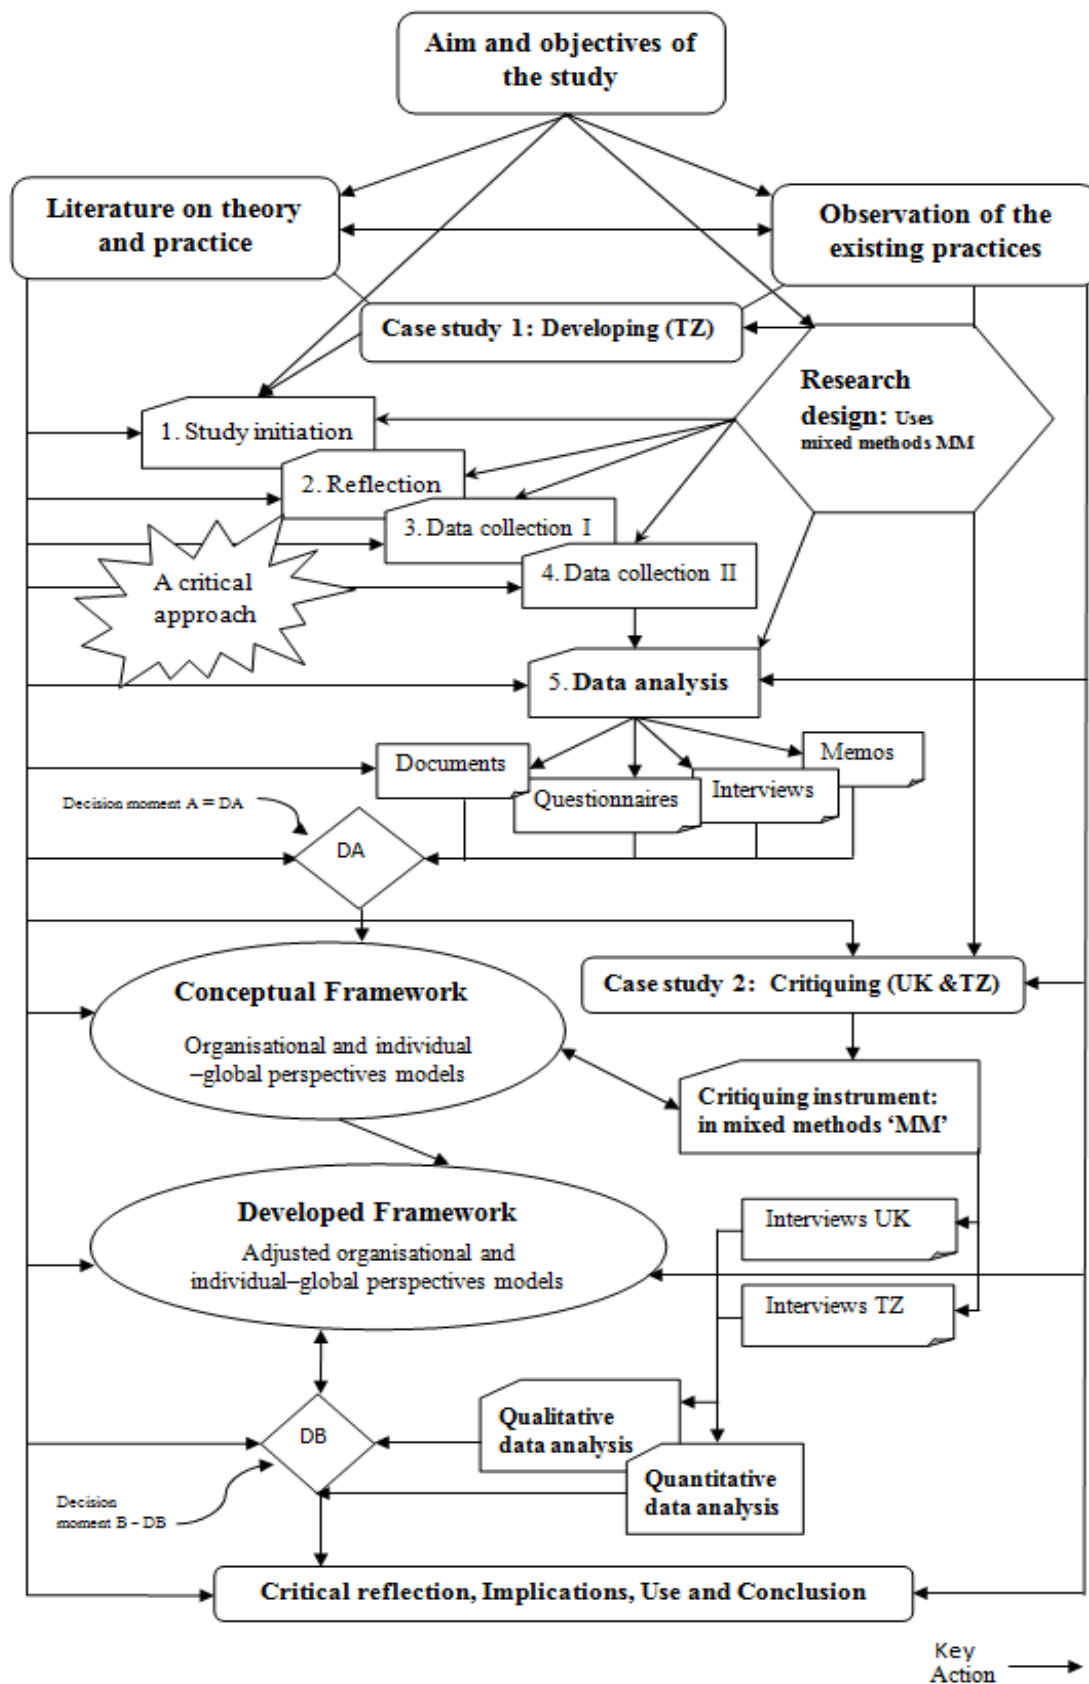 Aim and objectives of
the study
Literature on theory
and practice
Observation of the
existing practices
Case study 1: Developing (TZ)
Research
design: Uses
mixed methods MM
1. Study initiation
2. Reflection
3. Data collection I
4. Data collection II
A critical
approach
5. Data analysis
Documents
Questionnaires
Interviews
Memos
Decision moment A = DA
DA
Conceptual Framework
Organisational and individual
–global perspectives models
Case study 2: Critiquing (UK &TZ)
Critiquing instrument:
in mixed methods ‘MM’
Developed Framework
Adjusted organisational and
individual–global perspectives models
Interviews UK
Interviews TZ
Qualitative
data analysis
Quantitative
data analysis
DB
Decision
moment B – DB
Critical reflection, Implications, Use and Conclusion
Key
Action